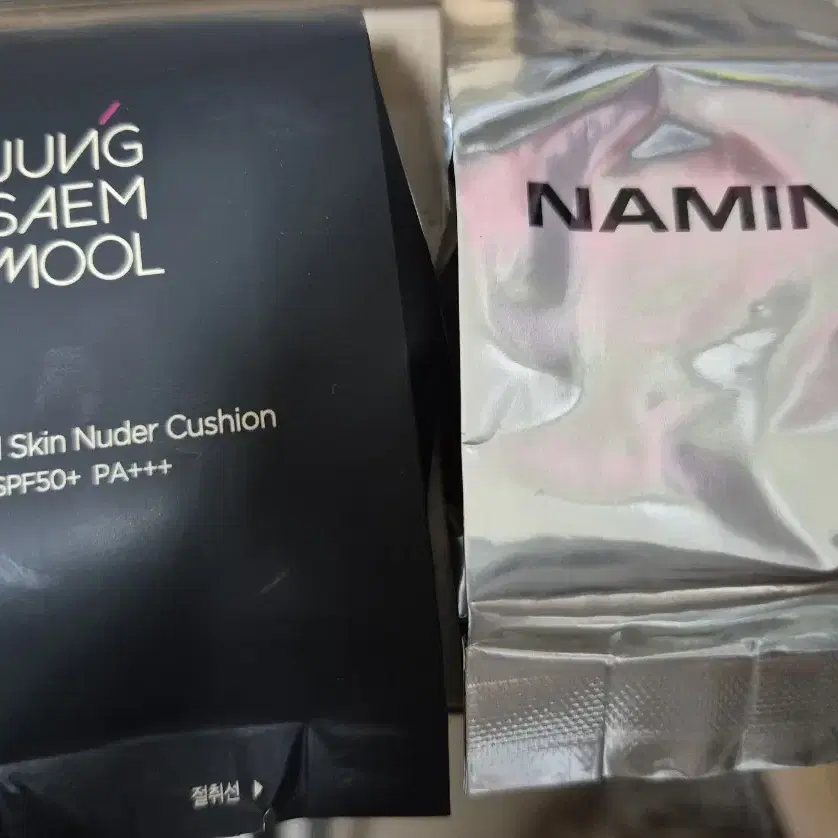 JUNG
SAEM
MOOL
Skin Nuder Cushion
SPF50+ PA+++
절취선
NAMIN